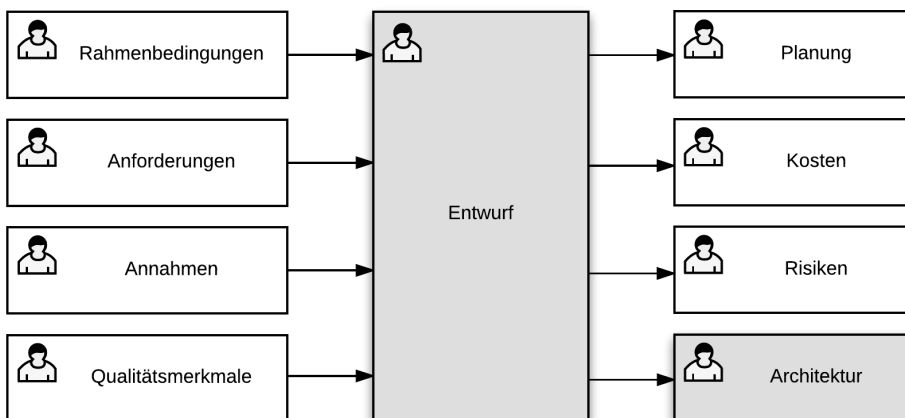 Rahmenbedingungen
Anforderungen
Annahmen
Qualitätsmerkmale
Entwurf
Planung
Kosten
Risiken
Architektur